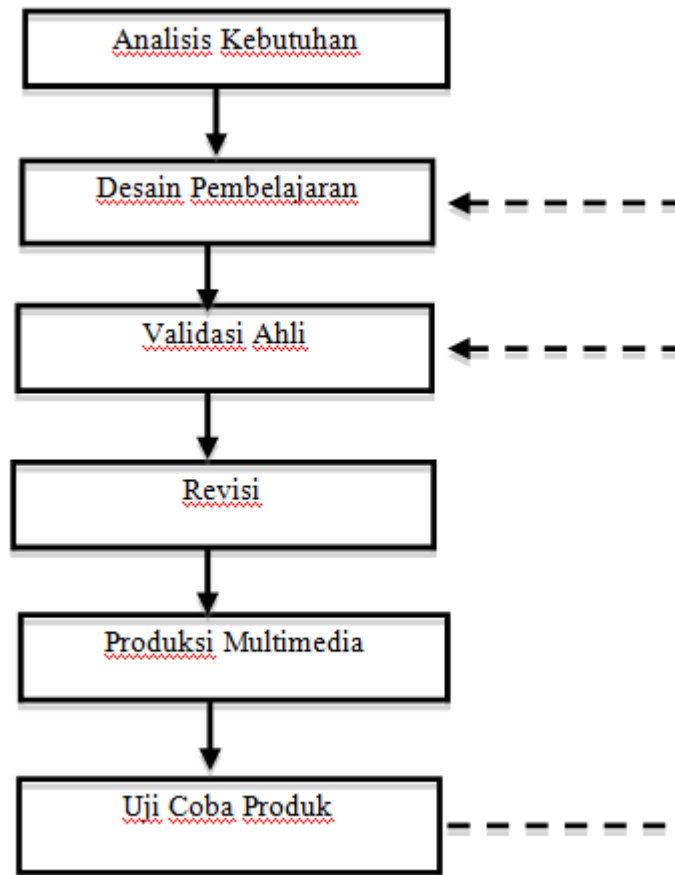 Analisis Kebutuhan
Desain Pembelajaran
Validasi Ahli
Revisi
Produksi Multimedia
Uji Coba Produk